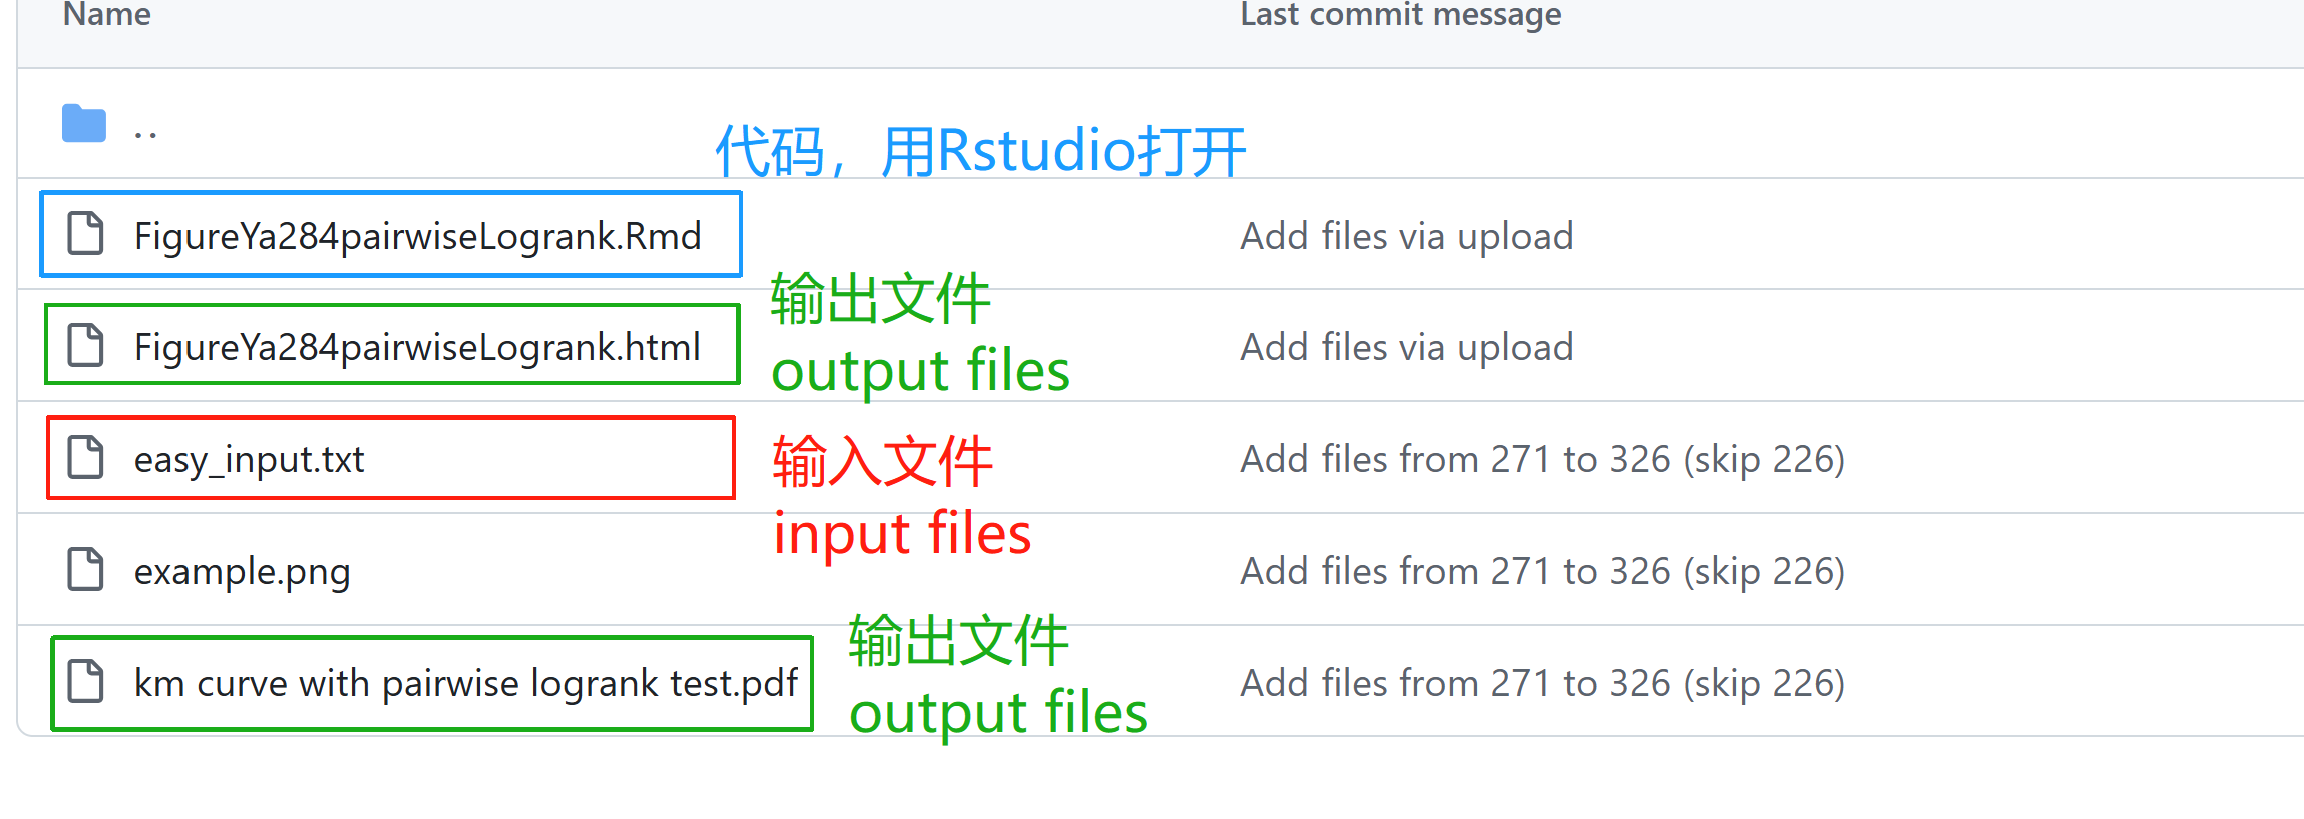 Name
Last commit message
..
代码，用Rstudio打开
FigureYa284pairwiseLogrank.Rmd
Add files via upload
输出文件
output files
FigureYa284pairwiseLogrank.html
Add files via upload
输入文件
input files
easy_input.txt
Add files from 271 to 326 (skip 226)
example.png
Add files from 271 to 326 (skip 226)
输出文件
output files
km curve with pairwise logrank test.pdf
Add files from 271 to 326 (skip 226)